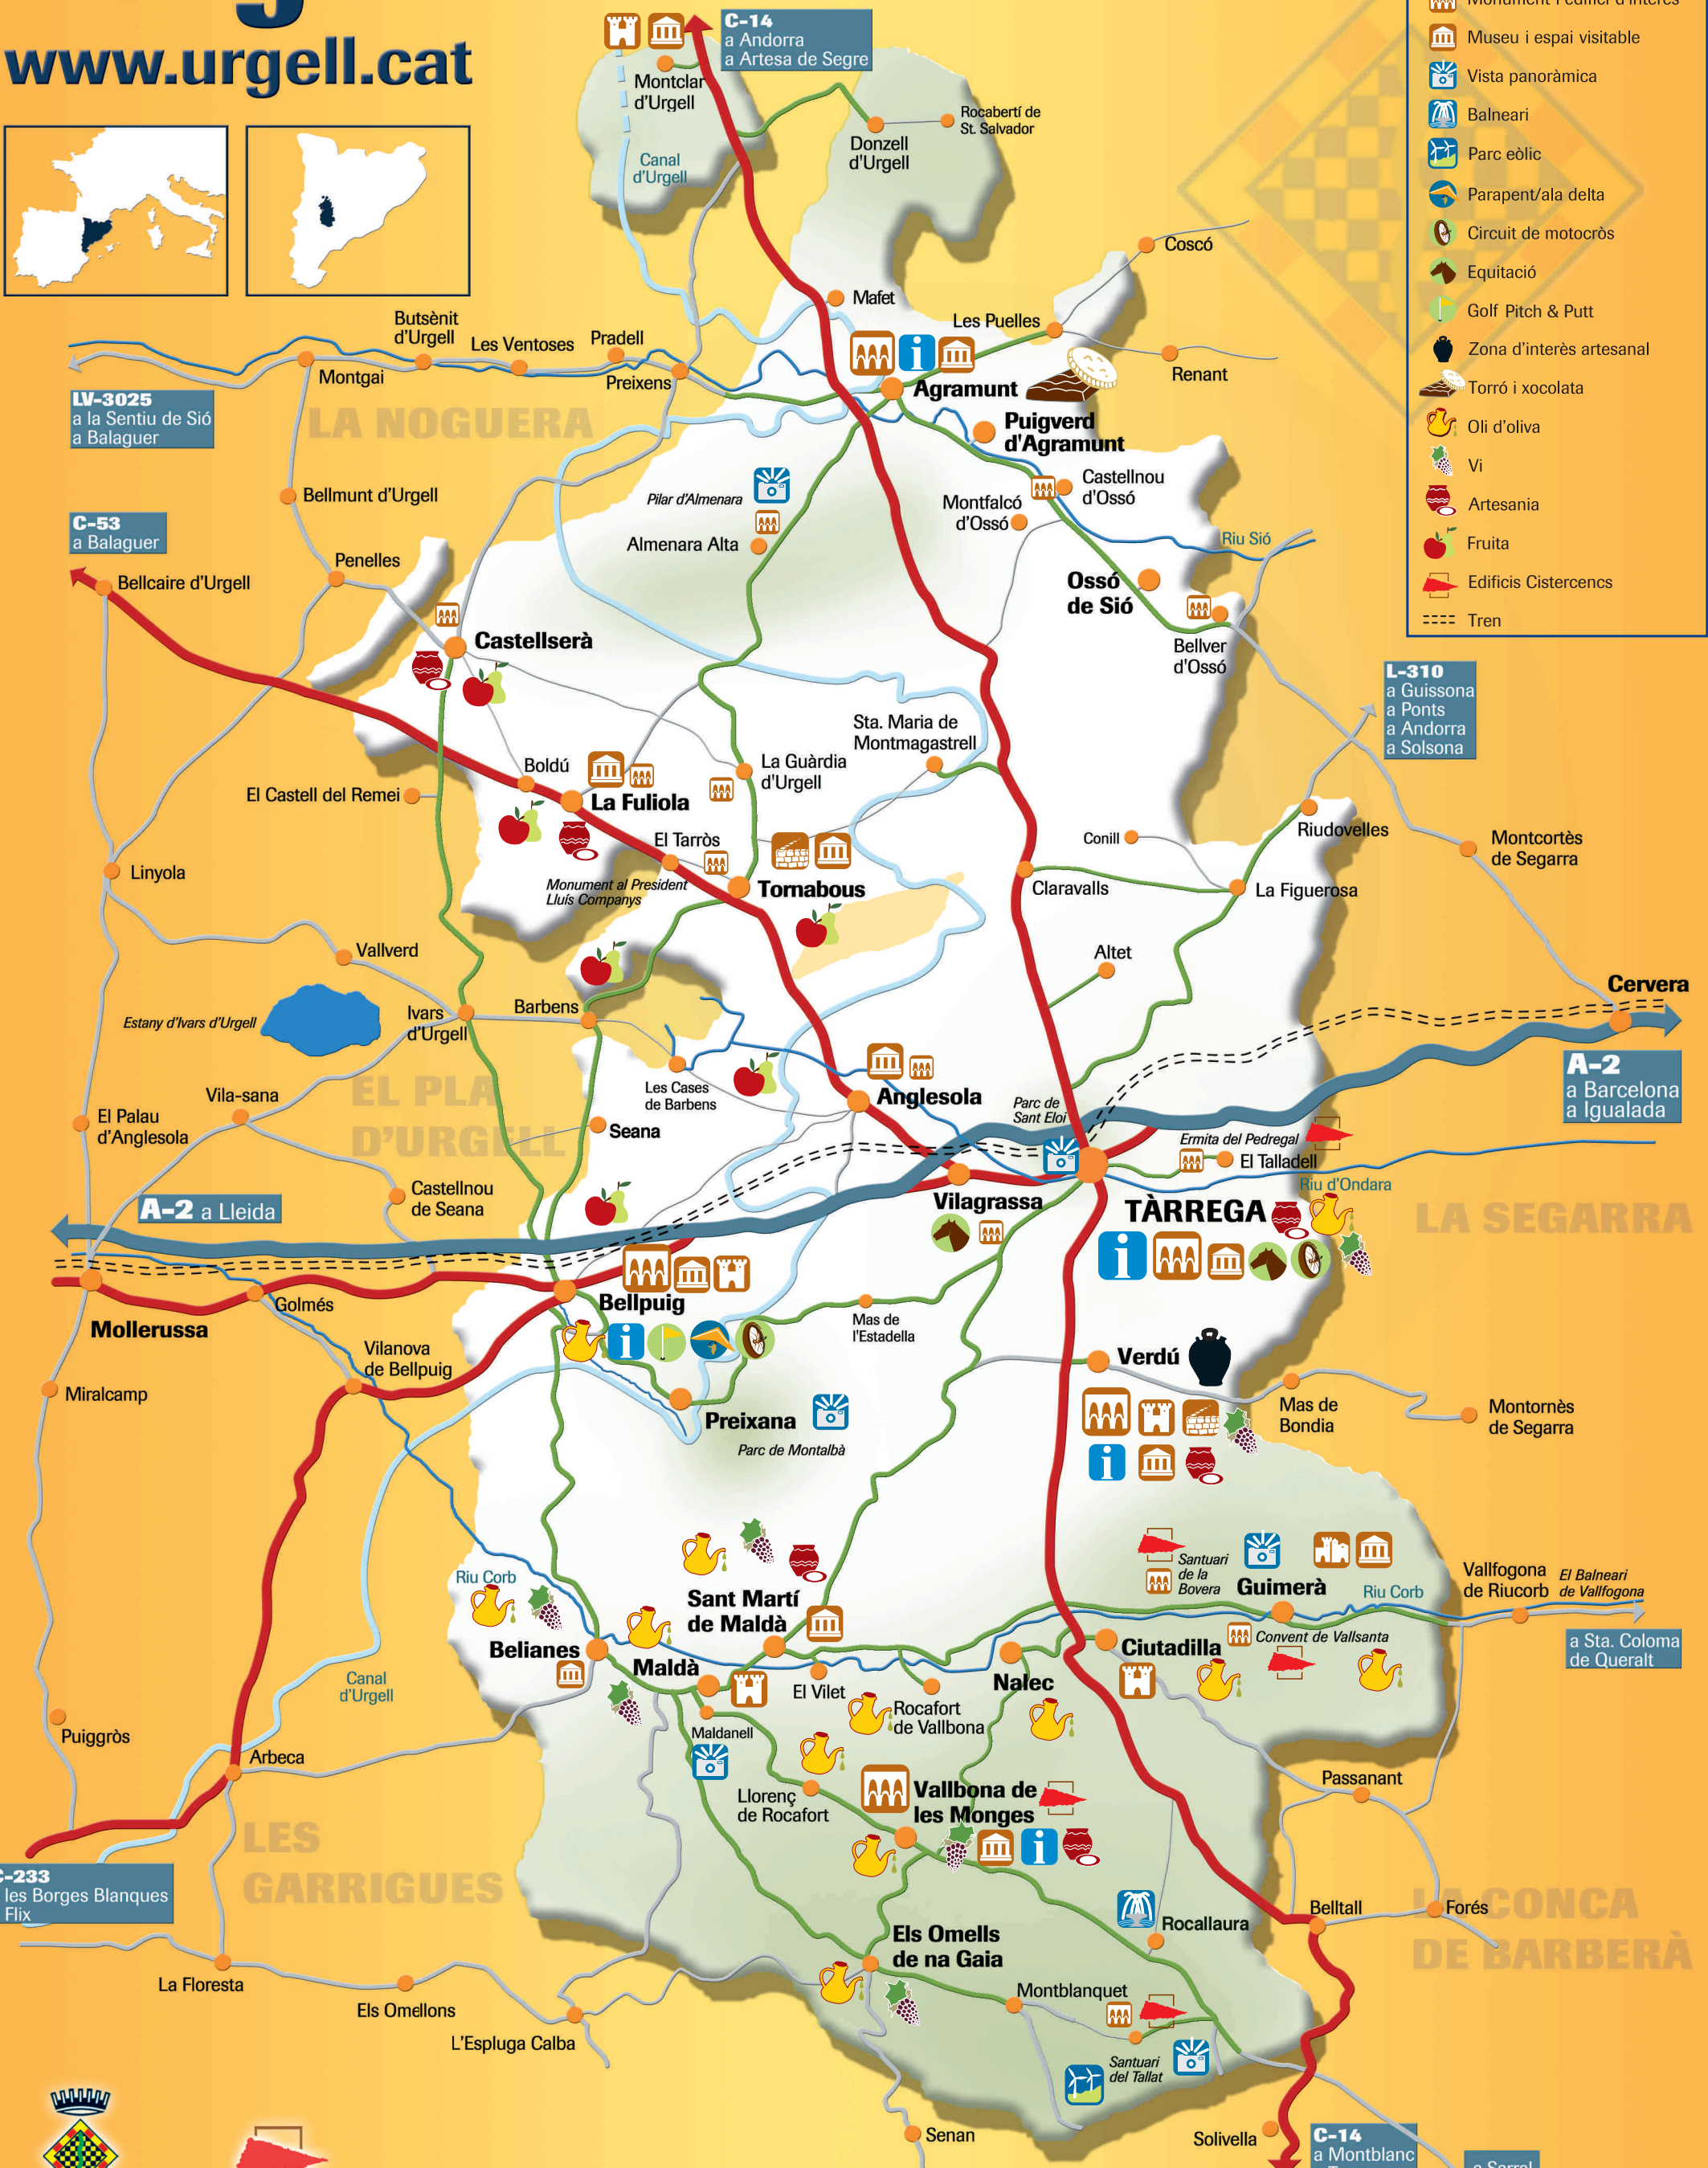 www.urgell.cat
C-14
a Andorra
a Artesa de Segre
Museu i espai visitable
Vista panoràmica
Balneari
Parc eòlic
Parapent/ala delta
Circuit de motocròs
Equitació
Golf Pitch & Putt
Zona d'interès artesanal
Torró i xocolata
Oli d'oliva
Vi
Artesania
Fruita
Edificis Cistercencs
Tren
Montclar
d'Urgell
Canal
d'Urgell
Donzell
d'Urgell
Rocabertí de
St. Salvador
Coscó
Mafet
Les Puelles
Renant
Butsènit
d'Urgell
Les Ventoses
Pradell
Montgai
Preixens
Agramunt
LV-3025
a la Sentiu de Sió
a Balaguer
LA NOGUERA
Puigverd
d'Agramunt
Castellnou
d'Ossó
Montfalcó
d'Ossó
Pilar d'Almenara
Almenara Alta
Bellmunt d'Urgell
C-53
a Balaguer
Riu Sió
Penelles
Bellcaire d'Urgell
Ossó
de Sió
Bellver
d'Ossó
Castellserà
L-310
a Guissona
a Ponts
a Andorra
a Solsona
Sta. Maria de
Montmagastrell
Boldú
La Guàrdia
d'Urgell
El Castell del Remei
La Fuliola
El Tarròs
Conill
Riudovelles
Montcortès
de Segarra
Linyola
Monument al President
Lluís Companys
Tornabous
Claravalls
La Figuerosa
Vallverd
Altet
Cervera
Estany d'Ivars d'Urgell
Ivars
d'Urgell
Barbens
A-2
a Barcelona
a Igualada
EL PLA
D'URGELL
Vila-sana
Les Cases
de Barbens
Anglesola
Parc de
Sant Eloi
El Palau
d'Anglesola
Seana
Ermita del Pedregal
El Talladell
Riu d'Ondara
Castellnou
de Seana
A-2 a Lleida
Vilagrassa
TÀRREGA
LA SEGARRA
Golmés
Bellpuig
Mollerussa
Mas de
l'Estadella
Vilanova
de Bellpuig
Verdú
Miralcamp
Preixana
Parc de Montalbà
Mas de
Bondia
Montornès
de Segarra
Riu Corb
Santuari
de la
Bovera
Guimerà
Riu Corb
Vallfogona
de Riucorb
El Balneari
de Vallfogona
Sant Martí
de Maldà
Belianes
Maldà
El Vilet
Ciutadilla
Convent de Vallsanta
a Sta. Coloma
de Queralt
Canal
d'Urgell
Nalec
Rocafort
de Vallbona
Maldanell
Puiggròs
Arbeca
Llorenç
de Rocafort
Vallbona de
les Monges
Passanant
LES
GARRIGUES
C-233
les Borges Blanques
Flix
Rocallaura
Belltall
Forés
LA CONCA
DE BARBERÀ
Els Omells
de na Gaia
La Floresta
Els Omellons
Montblanquet
L'Espluga Calba
Santuari
del Tallat
Senan
Solivella
C-14
a Montblanc